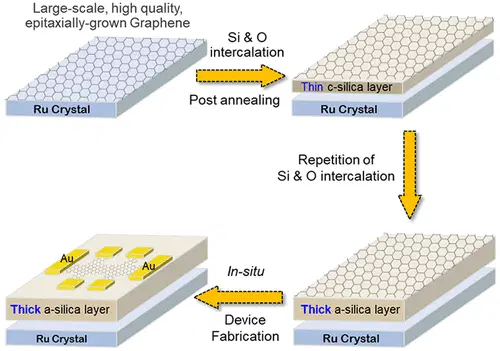 Large-scale, high quality,
epitaxially-grown Graphene
Ru Crystal
Si & O
intercalation
Post annealing
Thin c-silica layer
Ru Crystal
Repetition of
Si & O intercalation
Thick a-silica layer
Ru Crystal
In-situ
Device
Fabrication
Au
Au
Thick a-silica layer
Ru Crystal